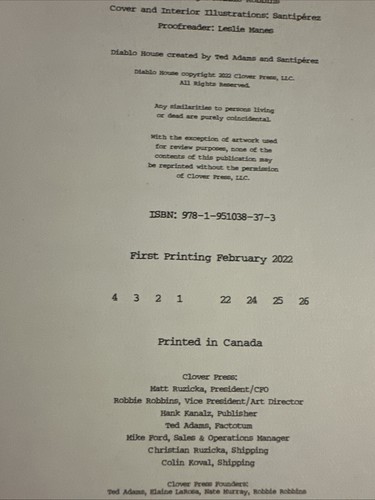 Robbins
Cover and Interior Illustrations: Santipérez
Proofreader: Leslie Manes
Diablo House created by Ted Adams and Santipérez
Diablo House copyright 2022 Clover Press, LLC.
All Rights Reserved.
Any similarities to persons living
or dead are purely coincidental.
With the exception of artwork used
for review purposes, none of the
contents of this publication may
be reprinted without the permission
of Clover Press, LLC.
ISBN: 978-1-951038-37-3
First Printing February 2022
4 3 2 1 22 24 25 26
Printed in Canada
Clover Press:
Matt Ruzicka, President/CFO
Robbie Robbins, Vice President/Art Director
Hank Kanalz, Publisher
Ted Adams, Factotum
Mike Ford, Sales & Operations Manager
Christian Ruzicka, Shipping
Colin Koval, Shipping
Clover Press Founders:
Ted Adams, Elaine LaRosa, Nate Murray, Robbie Robbins